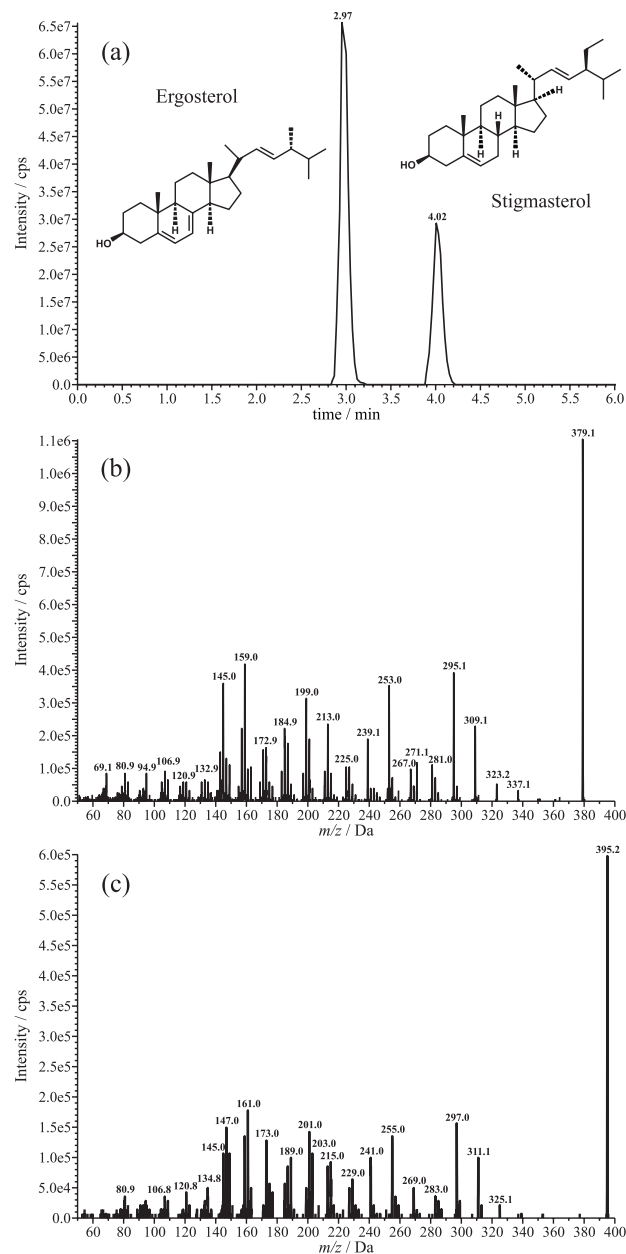 (a)
Intensity / cps
6.5e7
6.0e7
5.5e7
5.0e7
4.5e7
4.0e7
3.5e7
3.0e7
2.5e7
2.0e7
1.5e7
1.0e7
5.0e6
0.0
2.97
4.02
Ergosterol
HO
H
H
Stigmasterol
HO
H
H
H
H
0.0 0.5 1.0 1.5 2.0 2.5 3.0 3.5 4.0 4.5 5.0 5.5 6.0
time / min
(b)
Intensity / cps
1.1e6
1.0e6
9.0e5
8.0e5
7.0e5
6.0e5
5.0e5
4.0e5
3.0e5
2.0e5
1.0e5
0.0
69.1 80.9 94.9 106.9 120.9 132.9 145.0 159.0 172.9 184.9 199.0 213.0 225.0 239.1 253.0 267.0 271.1 281.0 295.1 309.1 323.2 337.1 379.1
60 80 100 120 140 160 180 200 220 240 260 280 300 320 340 360 380 400
m/z / Da
(c)
Intensity / cps
6.0e5
5.5e5
5.0e5
4.5e5
4.0e5
3.5e5
3.0e5
2.5e5
2.0e5
1.5e5
1.0e5
5.0e4
0.0
80.9 106.8 120.8 134.8 145.0 147.0 161.0 173.0 189.0 201.0 203.0 215.0 229.0 241.0 255.0 269.0 283.0 297.0 311.1 325.1 395.2
60 80 100 120 140 160 180 200 220 240 260 280 300 320 340 360 380 400
m/z / Da